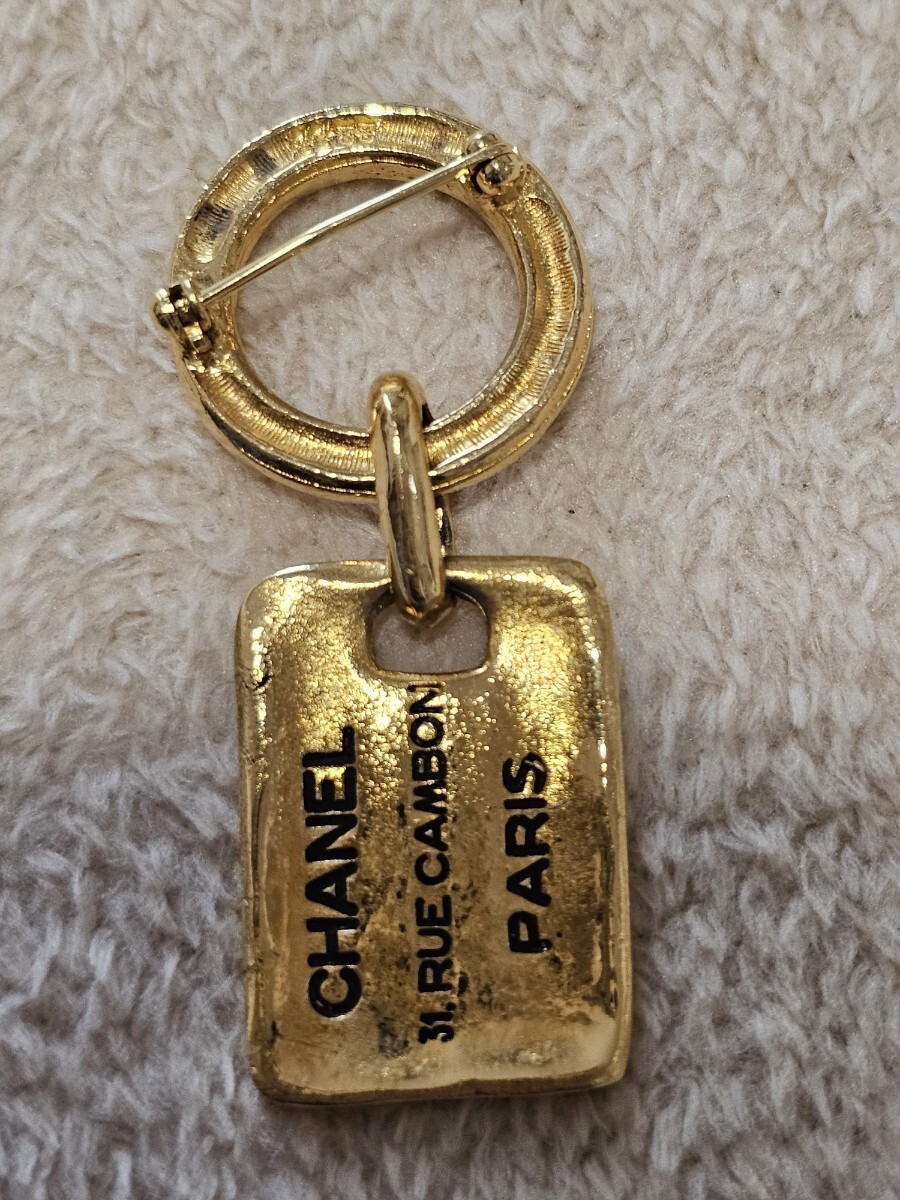 CHANEL
31, RUE CAMBON
PARIS